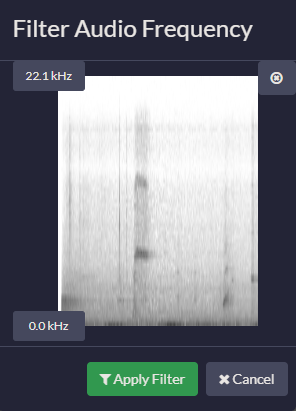 Filter Audio Frequency
22.1 kHz
0.0 kHz
Apply Filter
Cancel